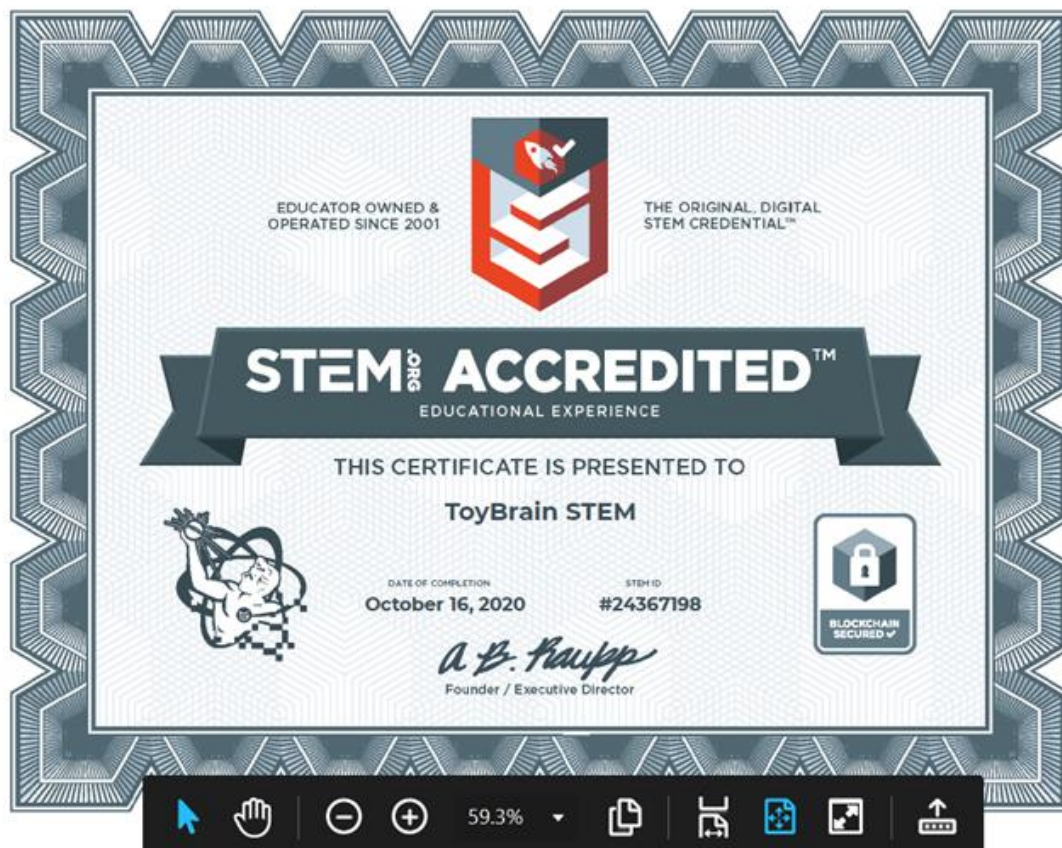 EDUCATOR OWNED &
OPERATED SINCE 2001
THE ORIGINAL, DIGITAL
STEM CREDENTIAL™
STEM.ORG ACCREDITED™
EDUCATIONAL EXPERIENCE
THIS CERTIFICATE IS PRESENTED TO
ToyBrain STEM
DATE OF COMPLETION
October 16, 2020
STEM ID
#24367198
BLOCKCHAIN
SECURED ✓
A. B. Raupp
Founder / Executive Director
59.3%